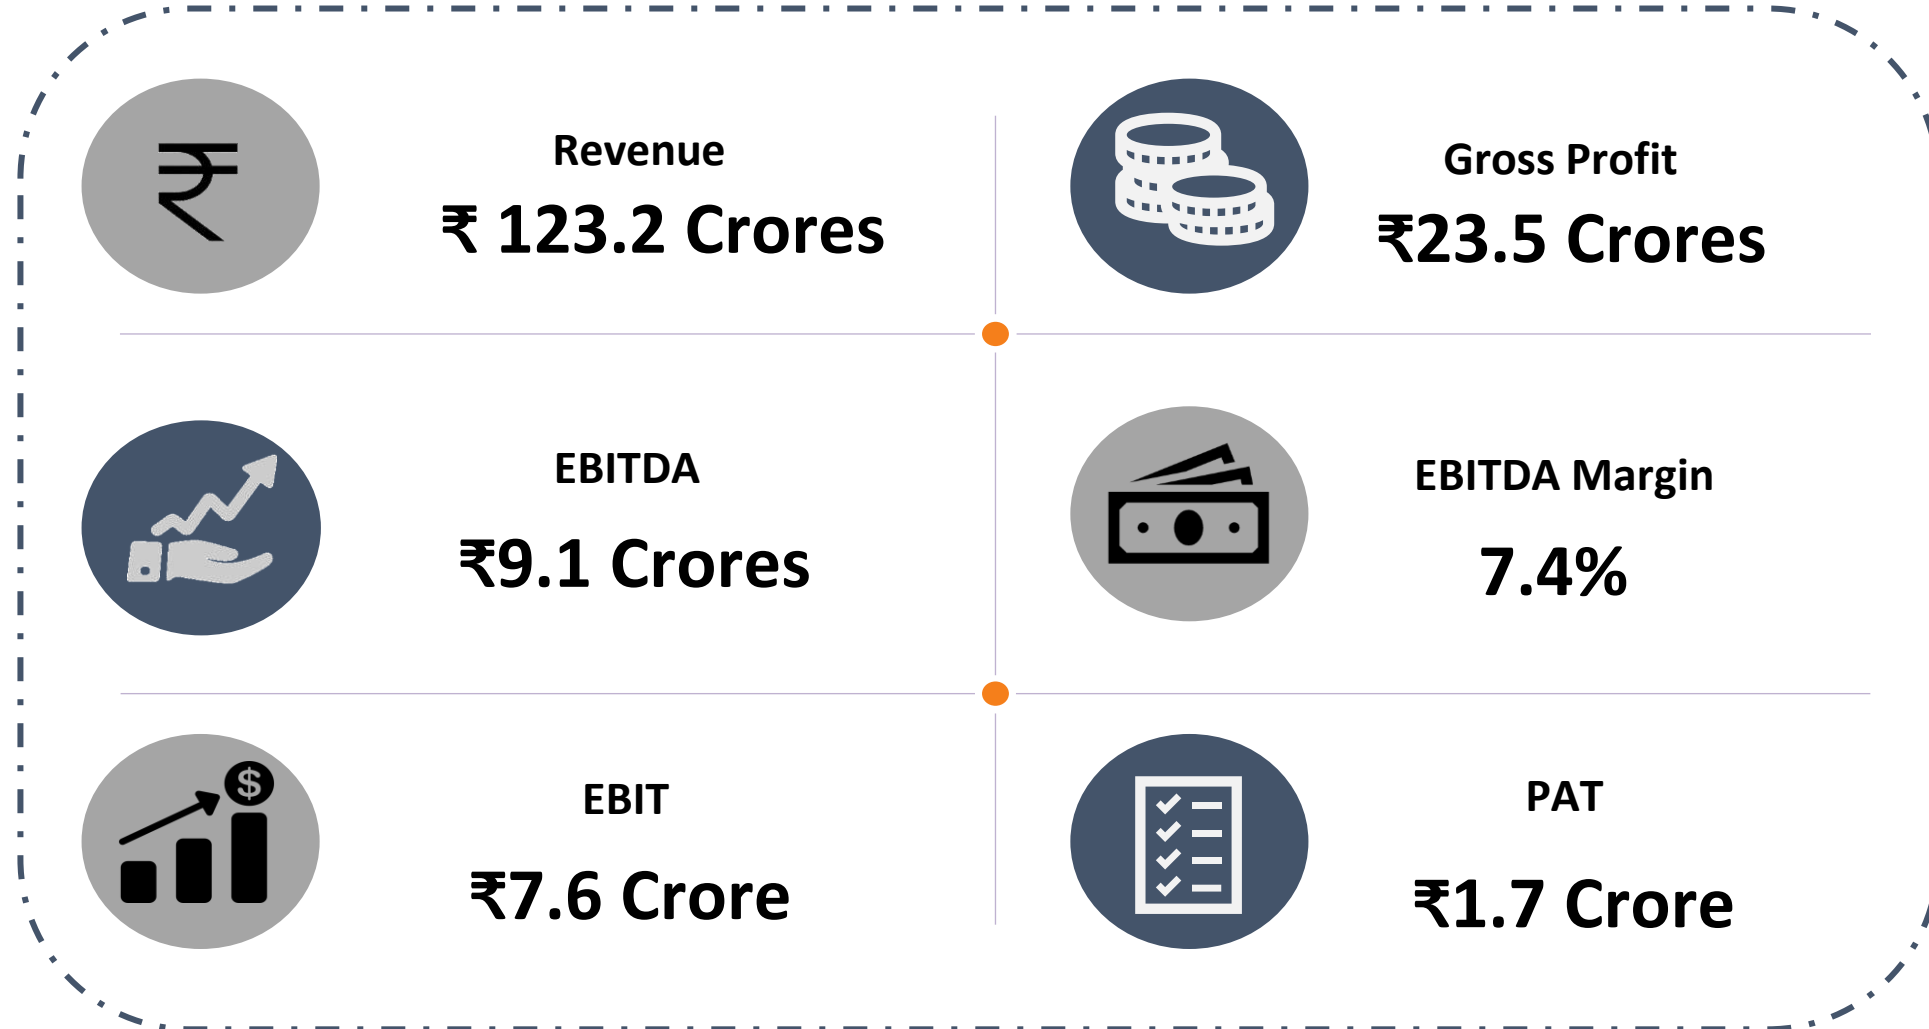 Revenue
₹ 123.2 Crores
Gross Profit
₹23.5 Crores
EBITDA
₹9.1 Crores
EBITDA Margin
7.4%
$
EBIT
₹7.6 Crore
PAT
₹1.7 Crore